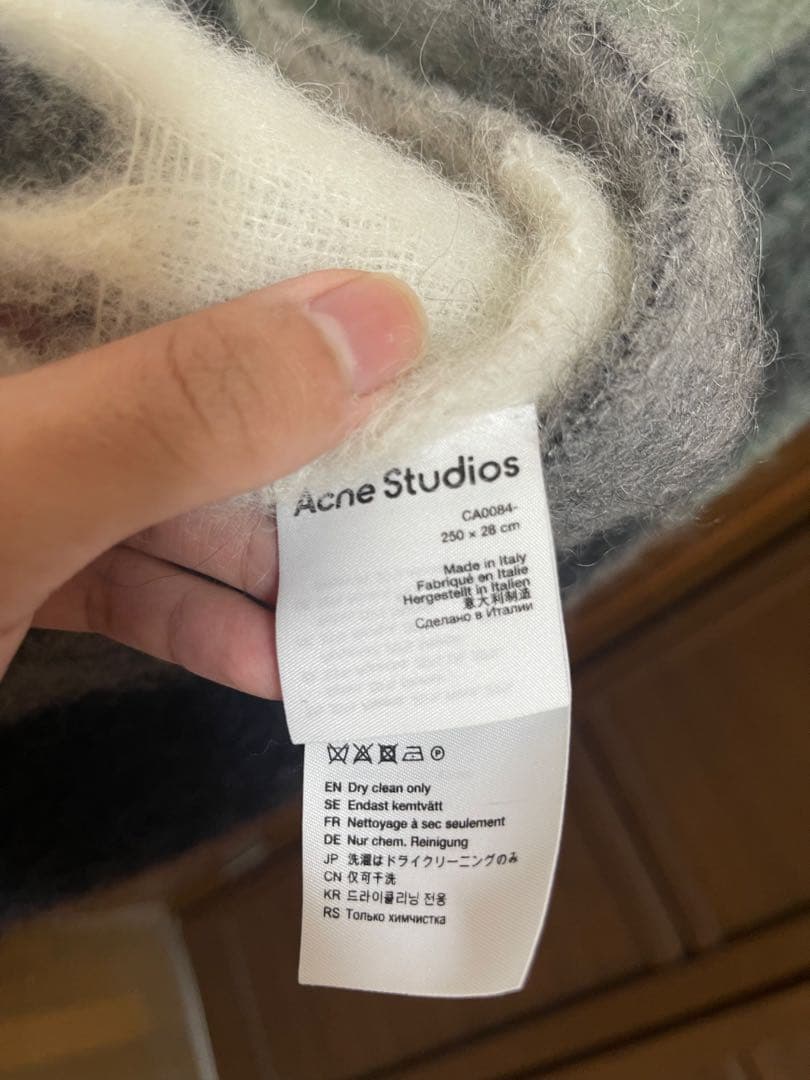 Acne Studios
CA0084-
250 x 28 cm
Made in Italy
Fabriqué en Italie
Hergestellt in Italien
意大利制造
Сделано в Италии
EN Dry clean only
SE Endast kemtvätt
FR Nettoyage à sec seulement
DE Nur chem. Reinigung
JP 洗濯はドライクリーニングのみ
CN 仅可干洗
KR 드라이클리닝 전용
RS Только химчистка